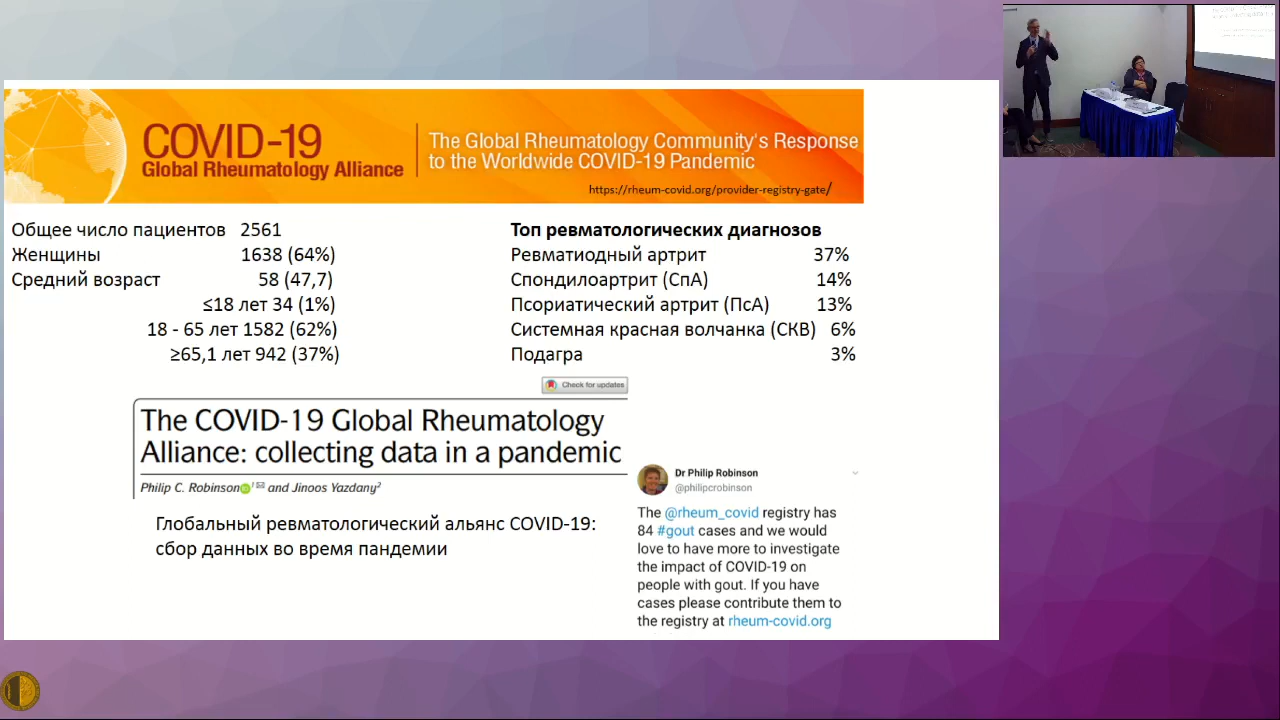 COVID-19
Global Rheumatology Alliance
The Global Rheumatology Community's Response
to the Worldwide COVID-19 Pandemic
https://rheum-covid.org/provider-registry-gate/
Общее число пациентов 2561
Женщины 1638 (64%)
Средний возраст 58 (47,7)
≤18 лет 34 (1%)
18 - 65 лет 1582 (62%)
≥65,1 лет 942 (37%)
Топ ревматологических диагнозов
Ревматиодный артрит 37%
Спондилоартрит (СпА) 14%
Псориатический артрит (ПсА) 13%
Системная красная волчанка (СКВ) 6%
Подагра 3%
Check for updates
The COVID-19 Global Rheumatology
Alliance: collecting data in a pandemic
Philip C. Robinson 1 and Jinoos Yazdany2
Глобальный ревматологический альянс COVID-19:
сбор данных во время пандемии
Dr Philip Robinson
@philipcrobinson
The @rheum_covid registry has
84 #gout cases and we would
love to have more to investigate
the impact of COVID-19 on
people with gout. If you have
cases please contribute them to
the registry at rheum-covid.org